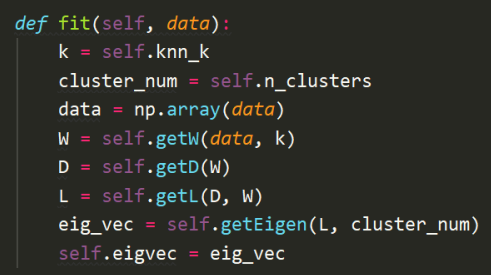 def fit(self, data):
k = self.knn_k
cluster_num = self.n_clusters
data = np.array(data)
W = self.getW(data, k)
D = self.getD(W)
L = self.getL(D, W)
eig_vec = self.getEigen(L, cluster_num)
self.eigvec = eig_vec